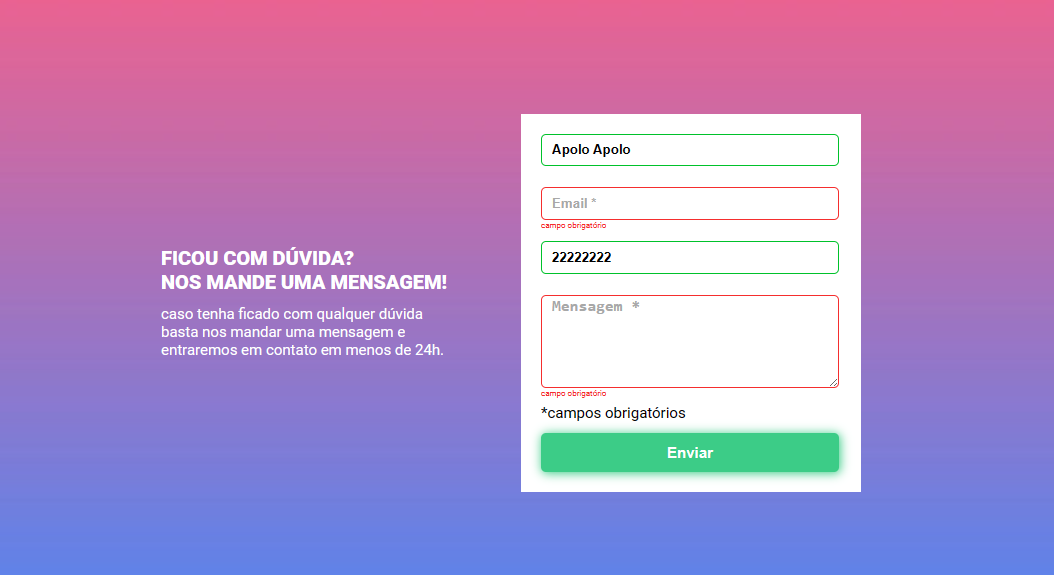 FICOU COM DÚVIDA?
NOS MANDE UMA MENSAGEM!
caso tenha ficado com qualquer dúvida
basta nos mandar uma mensagem e
entraremos em contato em menos de 24h.
Apolo Apolo
Email *
campo obrigatório
22222222
Mensagem *
campo obrigatório
*campos obrigatórios
Enviar